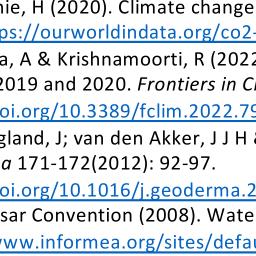 nie, H (2020). Climate change
ps://ourworldindata.org/co2-
a, A & Krishnamoorti, R (2022
2019 and 2020. Frontiers in C
oi.org/10.3389/fclim.2022.79
gland, J; van den Akker, J J H &
a 171-172(2012): 92-97.
oi.org/10.1016/j.geoderma.2
sar Convention (2008). Wate
www.informea.org/sites/defau